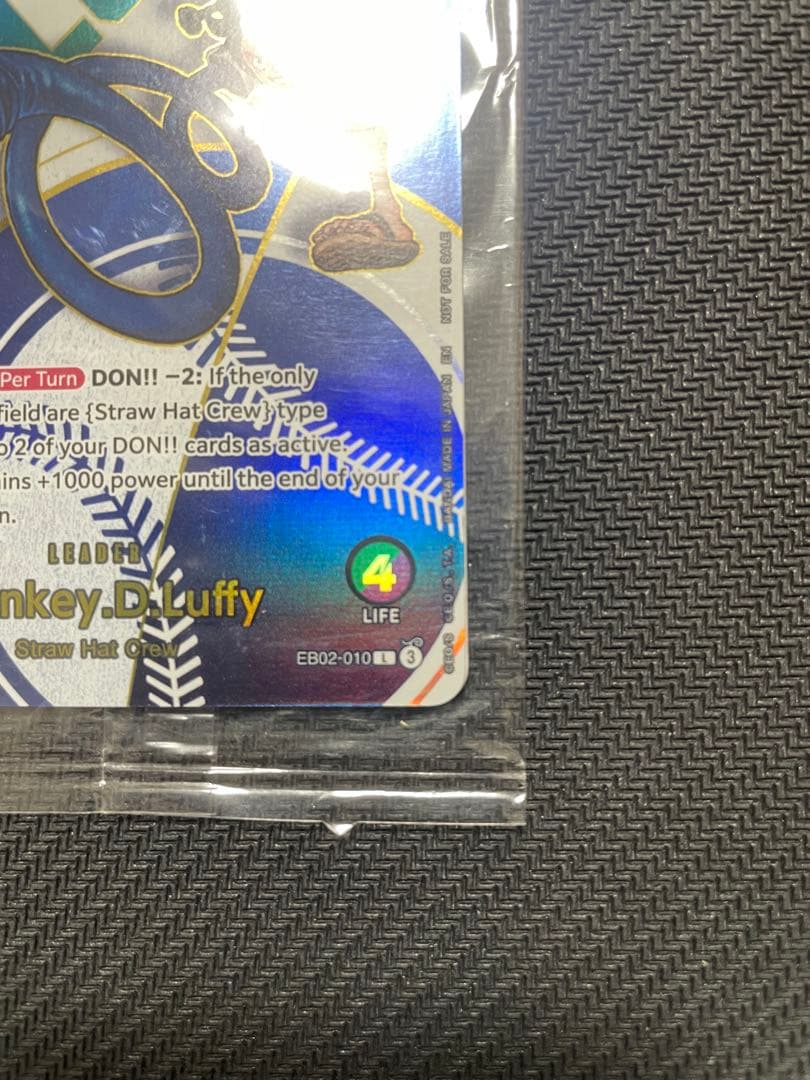 Per Turn DON!! −2: If the only
field are {Straw Hat Crew} type
o 2 of your DON!! cards as active.
ins +1000 power until the end of your
n.
LEADER
nkey.D.Luffy
Straw Hat Crew
4
LIFE
EB02-010 L 3
BANDAI MADE IN JAPAN EN NOT FOR SALE